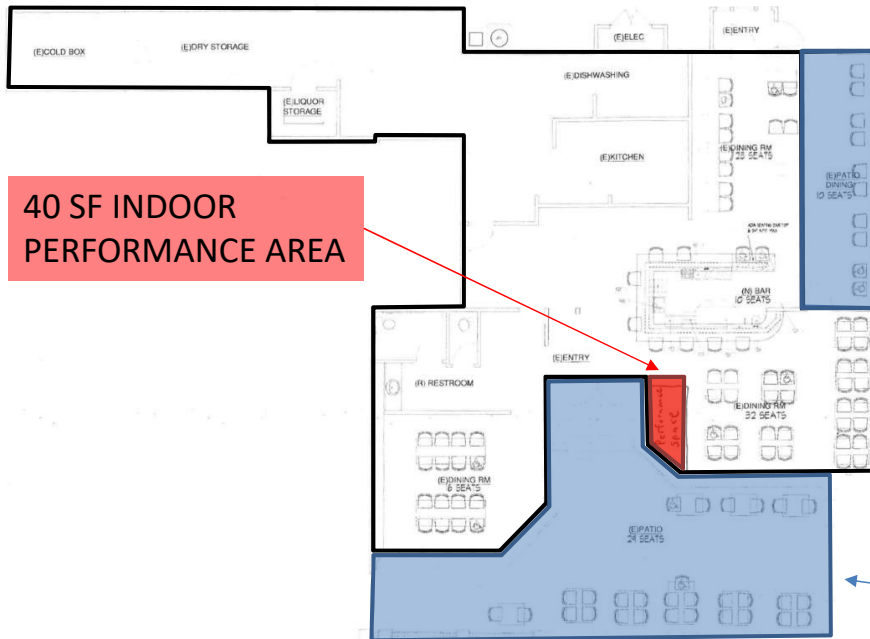 (E)COLD BOX
(E)DRY STORAGE
(E)ELEC
(E)ENTRY
(E)LIQUOR
STORAGE
(E)DISHWASHING
(E)KITCHEN
(E)DINING RM
28 SEATS
(E)PATIO
DINING
10 SEATS
40 SF INDOOR
PERFORMANCE AREA
(N) BAR
10 SEATS
(E)ENTRY
(R) RESTROOM
Performance
Space
(E)DINING RM
32 SEATS
(E)DINING RM
16 SEATS
(E)PATIO
29 SEATS